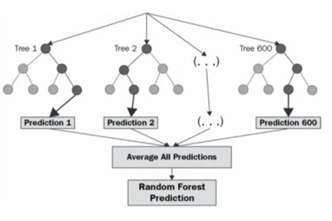 Tree 1
Tree 2
(. . .)
Tree 600
Prediction 1
Prediction 2
(. . .)
Prediction 600
Average All Predictions
Random Forest
Prediction